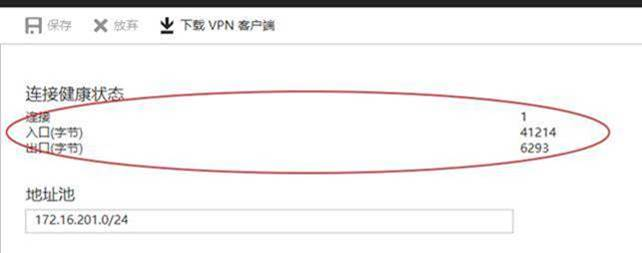 保存 放弃 下载 VPN 客户端
连接健康状态
连接 1
入口(字节) 41214
出口(字节) 6293
地址池
172.16.201.0/24